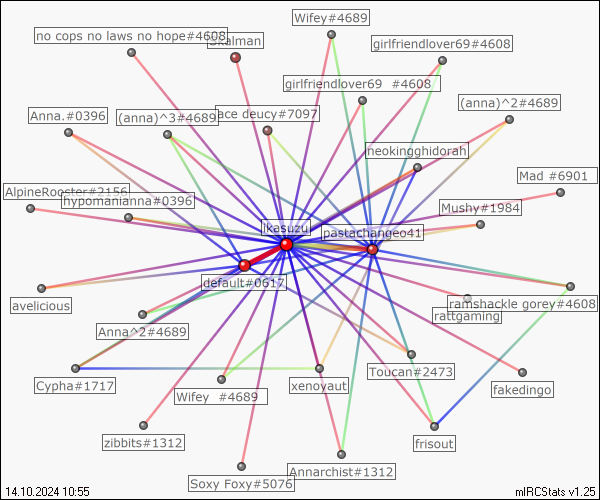 Wifey#4689
no cops no laws no hope#4608
Skalman
girlfriendlover69#4608
girlfriendlover69  #4608
(anna)^2#4689
Anna.#0396
(anna)^3#4689
ace deucy#7097
neokinghidorah
Mad #6901
AlpineRooster#2156
hypomanianna#0396
Mushy#1984
ikasuzu
pastachangeo41
default#0617
avelicious
ramshackle gorey#4608
rattgaming
Anna^2#4689
Toucan#2473
Cypha#1717
xenoyaut
fakedingo
Wifey  #4689
zibbits#1312
frisout
Annarchist#1312
Soxy Foxy#5076
14.10.2024 10:55
mIRCStats v1.25